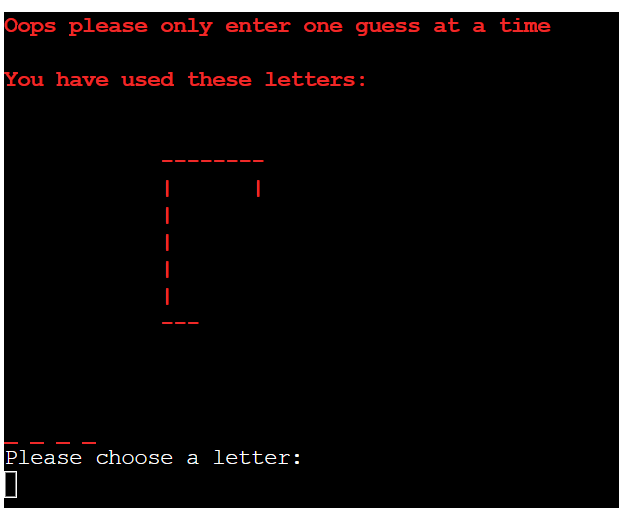 Oops please only enter one guess at a time
You have used these letters:
--------
|       |
|
|
|
|
---
_ _ _ _
Please choose a letter: